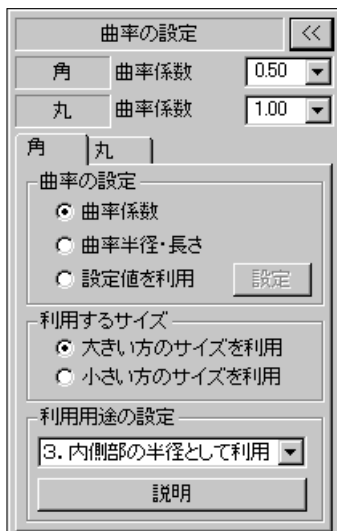 曲率の設定 <<
角 曲率係数 0.50
丸 曲率係数 1.00
角 丸
曲率の設定
曲率係数
曲率半径・長さ
設定値を利用 設定
利用するサイズ
大きい方のサイズを利用
小さい方のサイズを利用
利用用途の設定
3. 内側部の半径として利用
説明